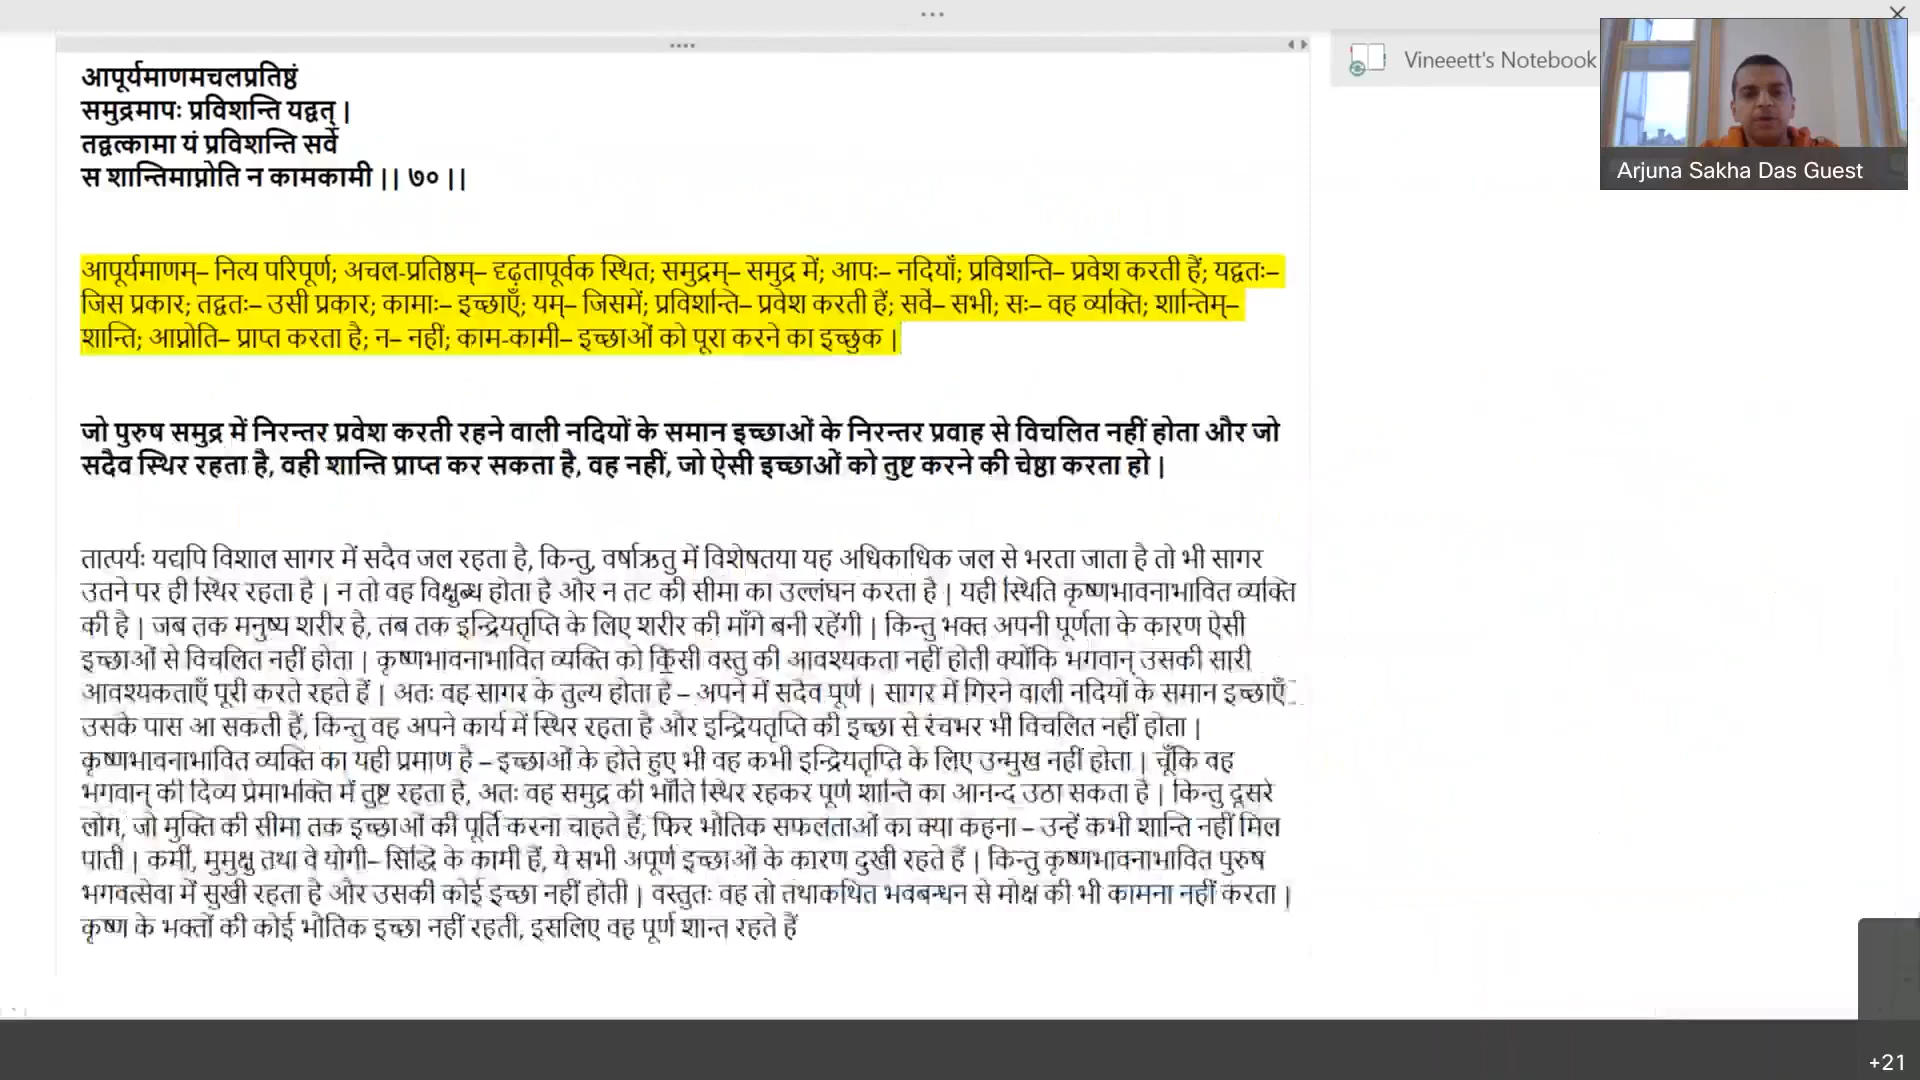 आपूर्यमाणमचलप्रतिष्ठं
समुद्रमापः प्रविशन्ति यद्वत् |
तद्वत्कामा यं प्रविशन्ति सर्वे
स शान्तिमाप्नोति न कामकामी || ७० ||
Vineeett's Notebook
Arjuna Sakha Das Guest
आपूर्यमाणम्– नित्य परिपूर्ण; अचल-प्रतिष्ठम्– दृढ़तापूर्वक स्थित; समुद्रम्– समुद्र में; आपः– नदियाँ; प्रविशन्ति– प्रवेश करती हैं; यद्वतः–
जिस प्रकार; तद्वतः– उसी प्रकार; कामाः– इच्छाएँ; यम्– जिसमें; प्रविशन्ति– प्रवेश करती हैं; सर्वे– सभी; सः– वह व्यक्ति; शान्तिम्–
शान्ति; आप्नोति– प्राप्त करता है; न– नहीं; काम-कामी– इच्छाओं को पूरा करने का इच्छुक |
जो पुरुष समुद्र में निरन्तर प्रवेश करती रहने वाली नदियों के समान इच्छाओं के निरन्तर प्रवाह से विचलित नहीं होता और जो
सदैव स्थिर रहता है, वही शान्ति प्राप्त कर सकता है, वह नहीं, जो ऐसी इच्छाओं को तुष्ट करने की चेष्ठा करता हो |
तात्पर्यः यद्यपि विशाल सागर में सदैव जल रहता है, किन्तु, वर्षाऋतु में विशेषतया यह अधिकाधिक जल से भरता जाता है तो भी सागर
उतने पर ही स्थिर रहता है | न तो वह विक्षुब्ध होता है और न तट की सीमा का उल्लंघन करता है | यही स्थिति कृष्णभावनाभावित व्यक्ति
की है | जब तक मनुष्य शरीर है, तब तक इन्द्रियतृप्ति के लिए शरीर की माँगे बनी रहेंगी | किन्तु भक्त अपनी पूर्णता के कारण ऐसी
इच्छाओं से विचलित नहीं होता | कृष्णभावनाभावित व्यक्ति को किसी वस्तु की आवश्यकता नहीं होती क्योंकि भगवान् उसकी सारी
आवश्यकताएँ पूरी करते रहते हैं | अतः वह सागर के तुल्य होता है – अपने में सदैव पूर्ण | सागर में गिरने वाली नदियों के समान इच्छाएँ
उसके पास आ सकती हैं, किन्तु वह अपने कार्य में स्थिर रहता है और इन्द्रियतृप्ति की इच्छा से रंचभर भी विचलित नहीं होता |
कृष्णभावनाभावित व्यक्ति का यही प्रमाण है – इच्छाओं के होते हुए भी वह कभी इन्द्रियतृप्ति के लिए उन्मुख नहीं होता | चूँकि वह
भगवान् की दिव्य प्रेमाभक्ति में तुष्ट रहता है, अतः वह समुद्र की भाँति स्थिर रहकर पूर्ण शान्ति का आनन्द उठा सकता है | किन्तु दूसरे
लोग, जो मुक्ति की सीमा तक इच्छाओं की पूर्ति करना चाहते हैं, फिर भौतिक सफलताओं का क्या कहना – उन्हें कभी शान्ति नहीं मिल
पाती | कर्मी, मुमुक्षु तथा वे योगी– सिद्धि के कामी हैं, ये सभी अपूर्ण इच्छाओं के कारण दुखी रहते हैं | किन्तु कृष्णभावनाभावित पुरुष
भगवत्सेवा में सुखी रहता है और उसकी कोई इच्छा नहीं होती | वस्तुतः वह तो तथाकथित भवबन्धन से मोक्ष की भी कामना नहीं करता |
कृष्ण के भक्तों की कोई भौतिक इच्छा नहीं रहती, इसलिए वह पूर्ण शान्त रहते हैं
+21